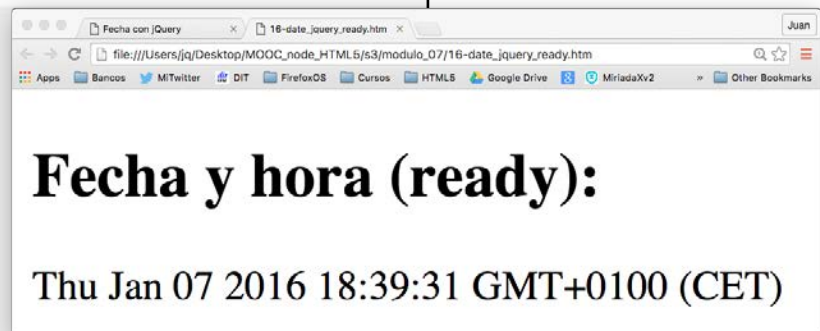 Fecha con jQuery 16-date_jquery_ready.htm Juan
file:///Users/jq/Desktop/MOOC_node_HTML5/s3/modulo_07/16-date_jquery_ready.htm
Apps Bancos MiTwitter DIT FirefoxOS Cursos HTML5 Google Drive 8 MiriadaXv2 » Other Bookmarks
Fecha y hora (ready):
Thu Jan 07 2016 18:39:31 GMT+0100 (CET)